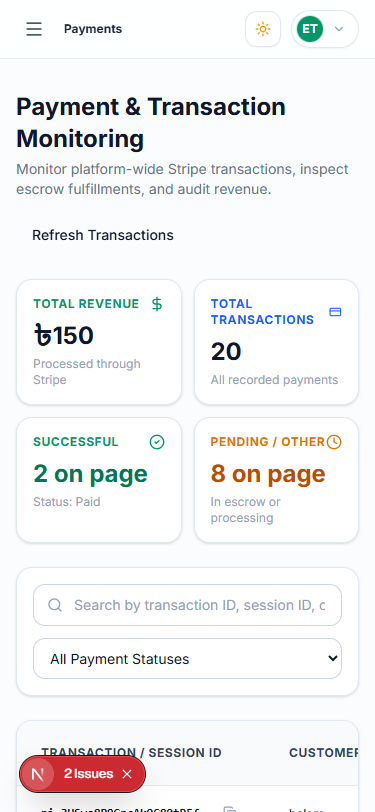 Payments
ET
Payment & Transaction
Monitoring
Monitor platform-wide Stripe transactions, inspect
escrow fulfillments, and audit revenue.
Refresh Transactions
TOTAL REVENUE
৳150
Processed through
Stripe
TOTAL
TRANSACTIONS
20
All recorded payments
SUCCESSFUL
2 on page
Status: Paid
PENDING / OTHER
8 on page
In escrow or
processing
Search by transaction ID, session ID, c
All Payment Statuses
TRANSACTION / SESSION ID
CUSTOMER
N
2 Issues